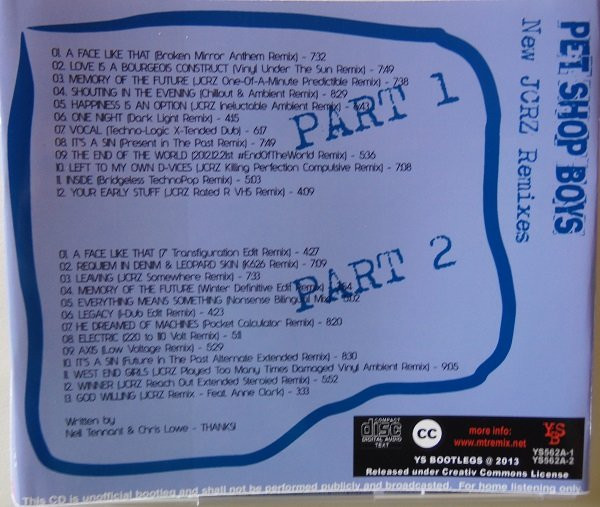 PET SHOP BOYS
New JCRZ Remixes
PART 1
01. A FACE LIKE THAT (Broken Mirror Anthem Remix) - 7:32
02. LOVE IS A BOURGEOIS CONSTRUCT (Vinyl Under The Sun Remix) - 7:49
03. MEMORY OF THE FUTURE (JCRZ One-Of-A-Minute Predictible Remix) - 7:38
04. SHOUTING IN THE EVENING (Chillout & Ambient Remix) - 8:29
05. HAPPINESS IS AN OPTION (JCRZ Ineluctable Ambient Remix) - 8:43
06. ONE NIGHT (Dark Light Remix) - 4:15
07. VOCAL (Techno-Logic X-Tended Dub) - 6:17
08. IT'S A SIN (Present in The Past Remix) - 7:49
09. THE END OF THE WORLD (2012.12.21st #EndOfTheWorld Remix) - 5:36
10. LEFT TO MY OWN D-VICES (JCRZ Killing Perfection Compulsive Remix) - 7:08
11. INSIDE (Bridgeless TechnoPop Remix) - 5:03
12. YOUR EARLY STUFF (JCRZ Rated R VHS Remix) - 4:09
PART 2
01. A FACE LIKE THAT (7" Transfiguration Edit Remix) - 4:27
02. REQUIEM IN DENIM & LEOPARD SKIN (K626 Remix) - 7:09
03. LEAVING (JCRZ Somewhere Remix) - 7:33
04. MEMORY OF THE FUTURE (Winter Definitive Edit Remix) -
05. EVERYTHING MEANS SOMETHING (Nonsense Bilingual Mix) - 5:02
06. LEGACY (I-Dub Edit Remix) - 4:23
07. HE DREAMED OF MACHINES (Pocket Calculator Remix) - 8:20
08. ELECTRIC (220 to 110 Volt Remix) - 5:11
09. AXIS (Low Voltage Remix) - 5:29
10. IT'S A SIN (Future In The Past Alternate Extended Remix) - 8:30
11. WEST END GIRLS (JCRZ Played Too Many Times Damaged Vinyl Ambient Remix) - 9:05
12. WINNER (JCRZ Reach Out Extended Steroied Remix) - 5:52
13. GOD WILLING (JCRZ Remix - Feat. Anne Clark) - 3:33
Written by
Neil Tennant & Chris Lowe - THANKS!
COMPACT
disc
DIGITAL AUDIO
TEXT
CC
more info:
www.mtremix.net
YSB
YS562A-1
YS562A-2
YS BOOTLEGS @ 2013
Released under Creativ Commons License
This CD is unofficial bootleg and shall not be performed publicly and broadcasted. For home listening only